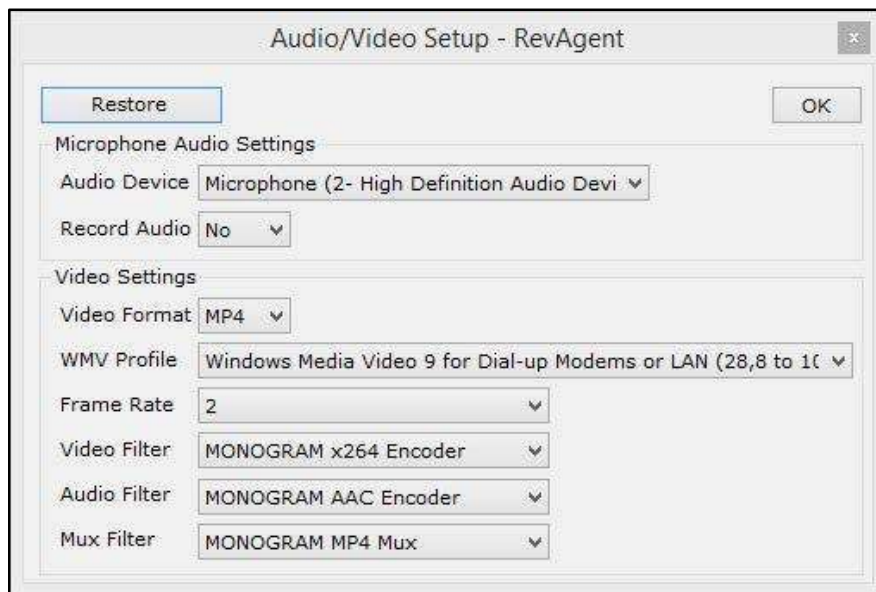 Audio/Video Setup - RevAgent x
Restore OK
Microphone Audio Settings
Audio Device Microphone (2- High Definition Audio Devi
Record Audio No
Video Settings
Video Format MP4
WMV Profile Windows Media Video 9 for Dial-up Modems or LAN (28,8 to 10
Frame Rate 2
Video Filter MONOGRAM x264 Encoder
Audio Filter MONOGRAM AAC Encoder
Mux Filter MONOGRAM MP4 Mux